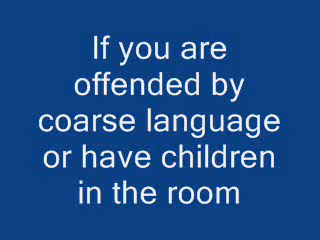 If you are
offended by
coarse language
or have children
in the room